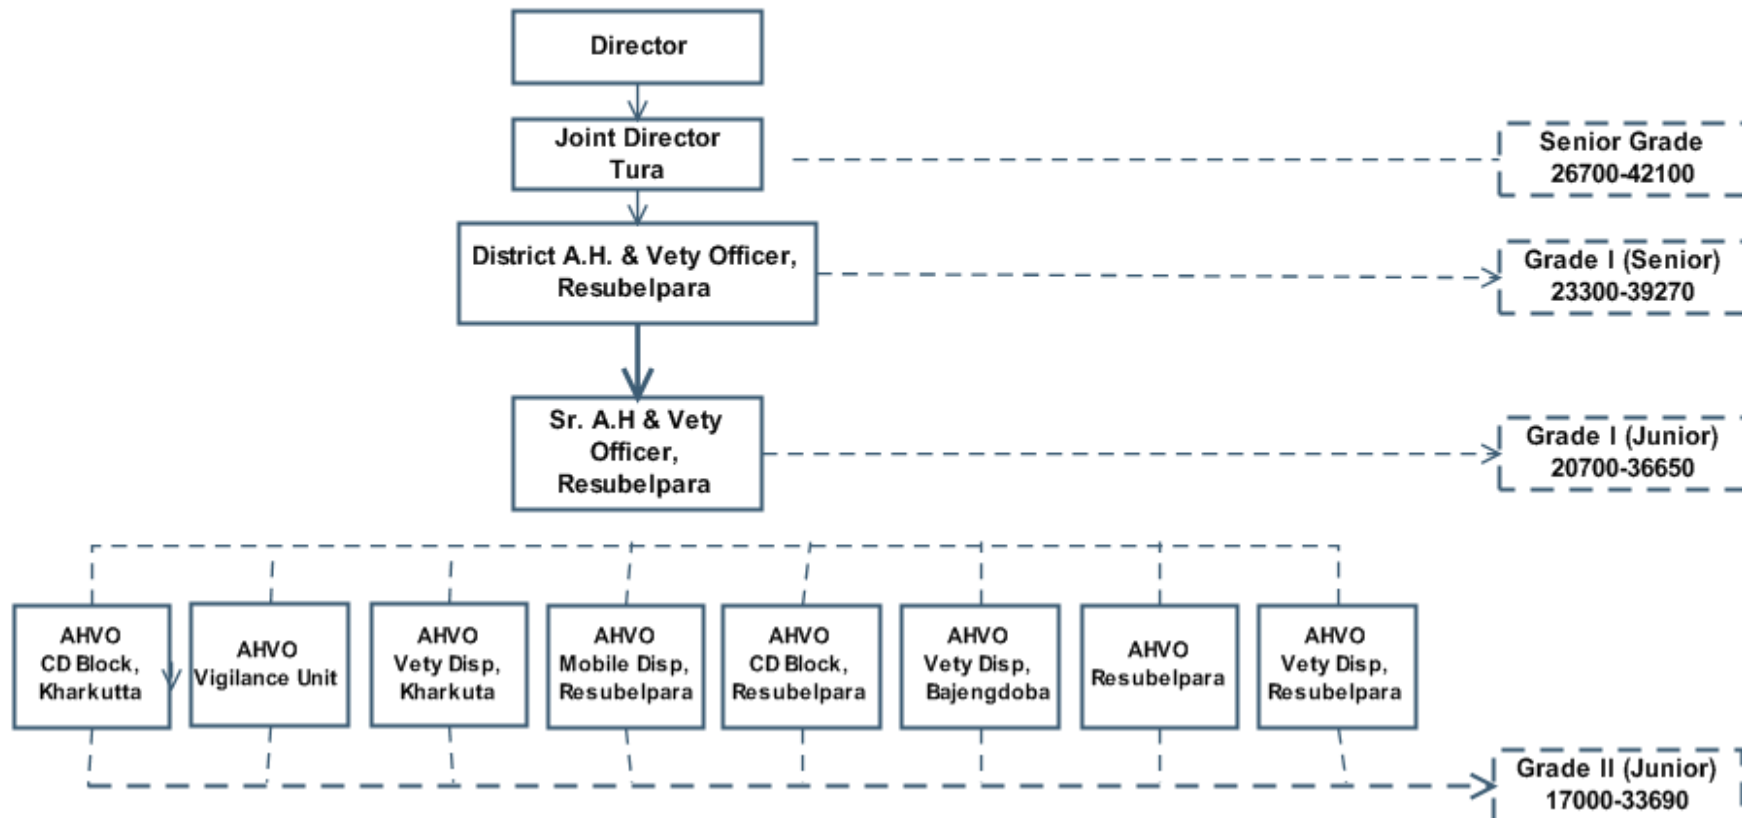 Director
Joint Director
Tura
Senior Grade
26700-42100
District A.H. & Vety Officer,
Resubelpara
Grade I (Senior)
23300-39270
Sr. A.H & Vety
Officer,
Resubelpara
Grade I (Junior)
20700-36650
AHVO
CD Block,
Kharkutta
AHVO
Vigilance Unit
AHVO
Vety Disp,
Kharkuta
AHVO
Mobile Disp,
Resubelpara
AHVO
CD Block,
Resubelpara
AHVO
Vety Disp,
Bajengdoba
AHVO
Resubelpara
AHVO
Vety Disp,
Resubelpara
Grade II (Junior)
17000-33690